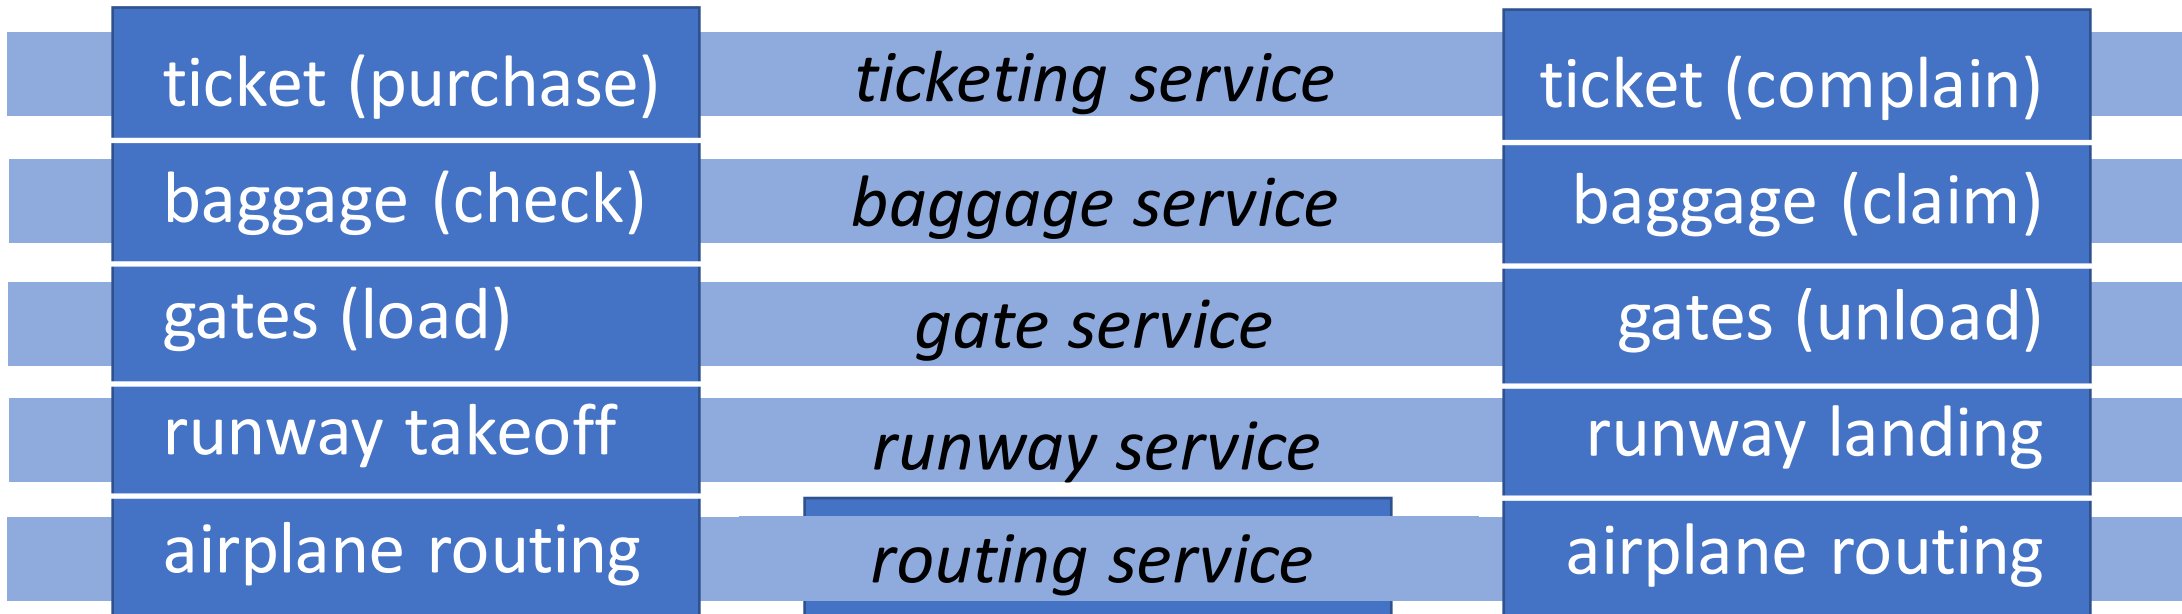 ticket (purchase) ticketing service ticket (complain)
baggage (check) baggage service baggage (claim)
gates (load) gate service gates (unload)
runway takeoff runway service runway landing
airplane routing routing service airplane routing